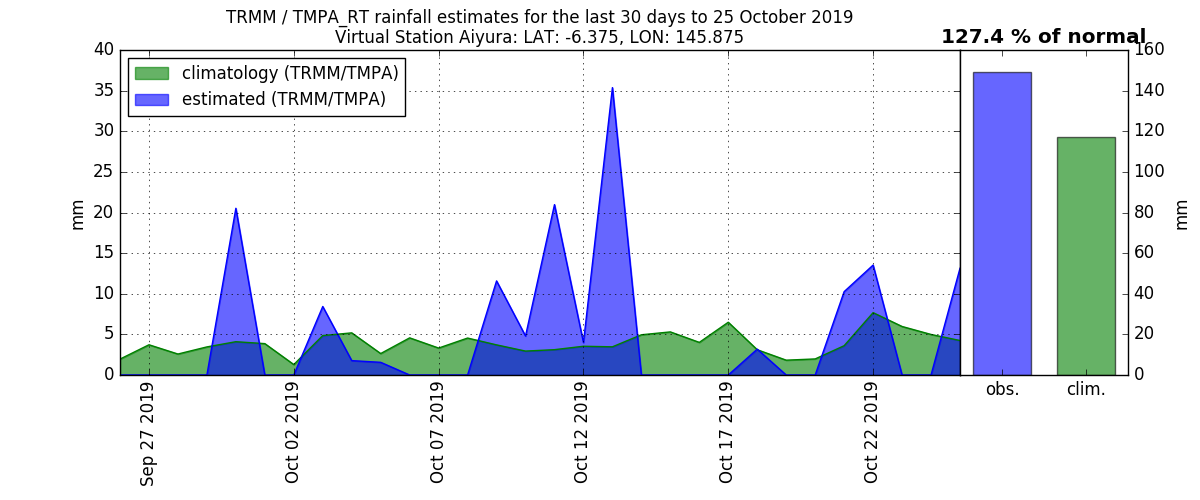 TRMM / TMPA_RT rainfall estimates for the last 30 days to 25 October 2019
Virtual Station Aiyura: LAT: -6.375, LON: 145.875
127.4 % of normal
climatology (TRMM/TMPA)
estimated (TRMM/TMPA)
40
35
30
25
20
15
10
5
0
mm
Sep 27 2019
Oct 02 2019
Oct 07 2019
Oct 12 2019
Oct 17 2019
Oct 22 2019
obs.
clim.
160
140
120
100
80
60
40
20
0
mm